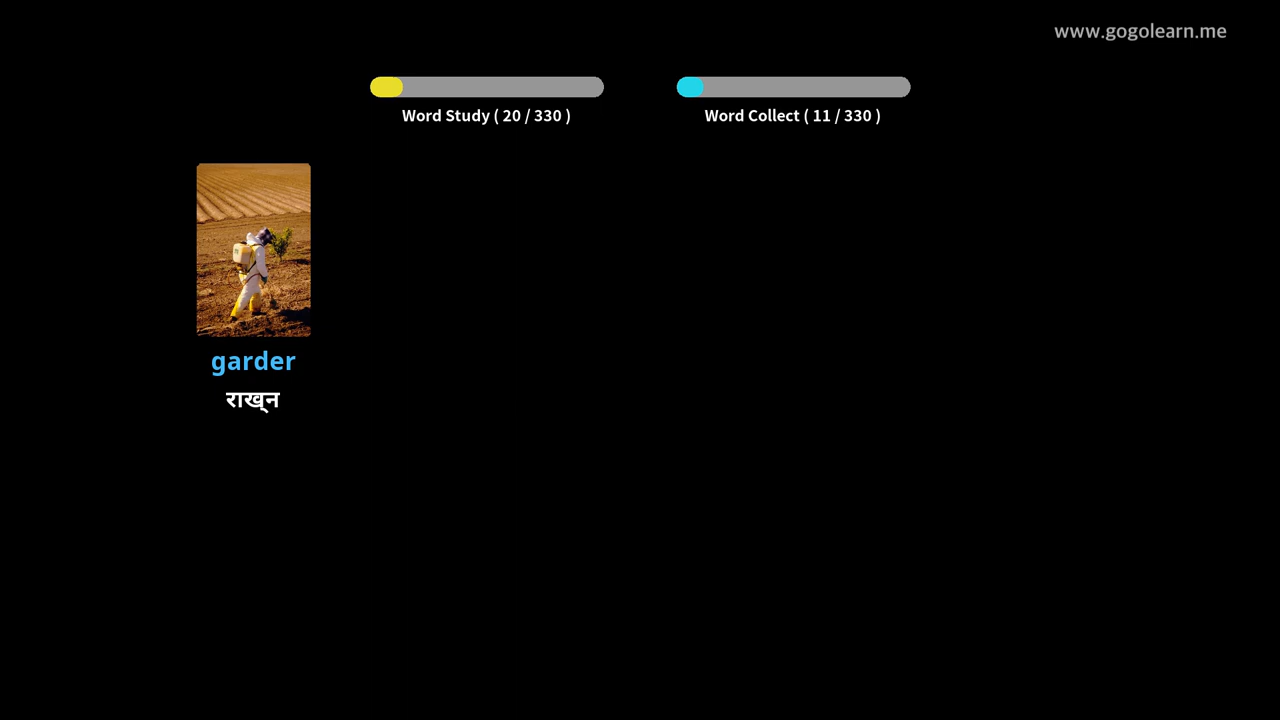 www.gogolearn.me
Word Study ( 20 / 330 )
Word Collect ( 11 / 330 )
garder
राख्न